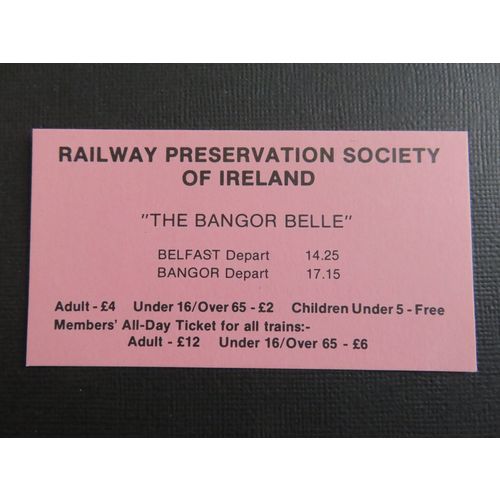 RAILWAY PRESERVATION SOCIETY
OF IRELAND
"THE BANGOR BELLE"
BELFAST Depart 14.25
BANGOR Depart 17.15
Adult - £4 Under 16/Over 65 - £2 Children Under 5 - Free
Members' All-Day Ticket for all trains:-
Adult - £12 Under 16/Over 65 - £6